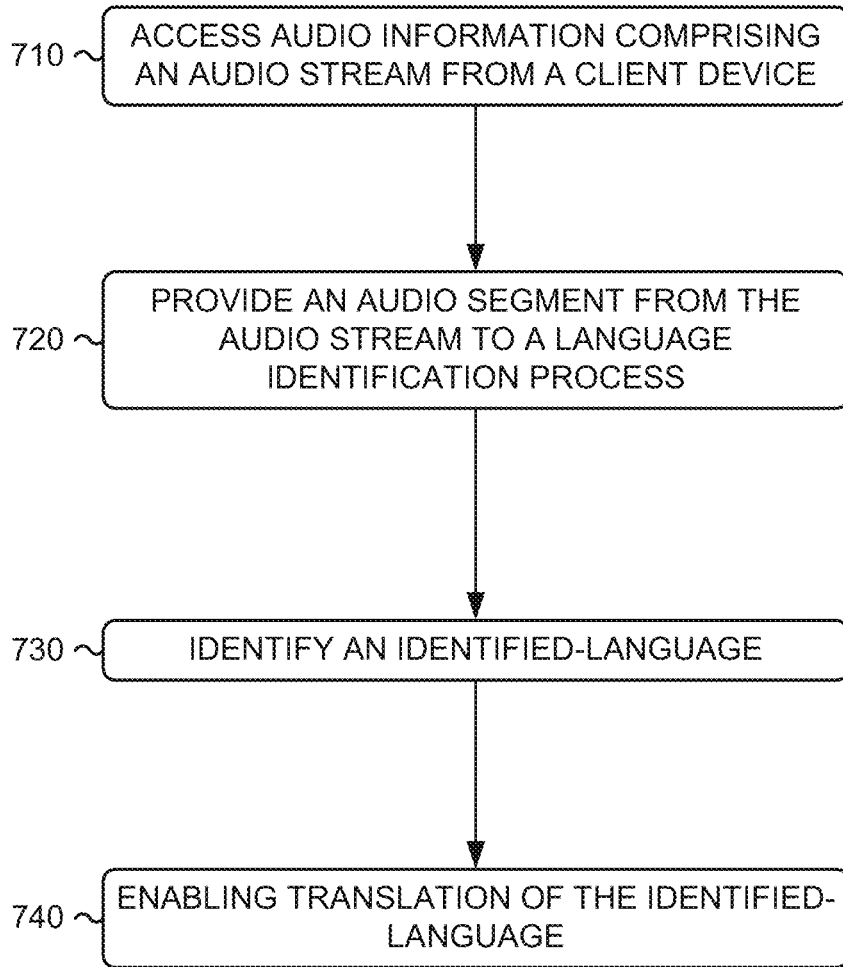 710
ACCESS AUDIO INFORMATION COMPRISING
AN AUDIO STREAM FROM A CLIENT DEVICE
720
PROVIDE AN AUDIO SEGMENT FROM THE
AUDIO STREAM TO A LANGUAGE
IDENTIFICATION PROCESS
730
IDENTIFY AN IDENTIFIED-LANGUAGE
740
ENABLING TRANSLATION OF THE IDENTIFIED-
LANGUAGE